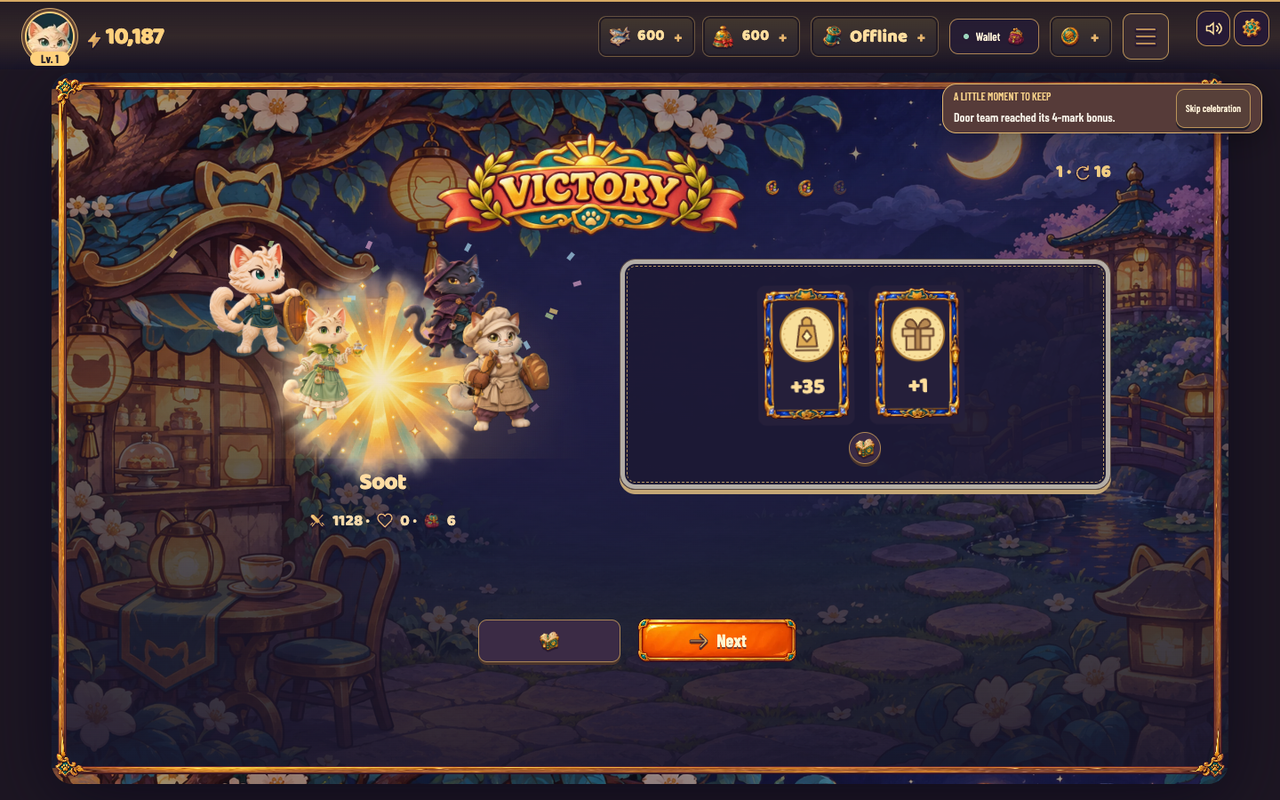 Lv. 1
10,187
600 +
600 +
Offline +
Wallet
+
A LITTLE MOMENT TO KEEP
Door team reached its 4-mark bonus.
Skip celebration
VICTORY
1 · 16
+35
+1
Soot
1128 · 0 · 6
Next